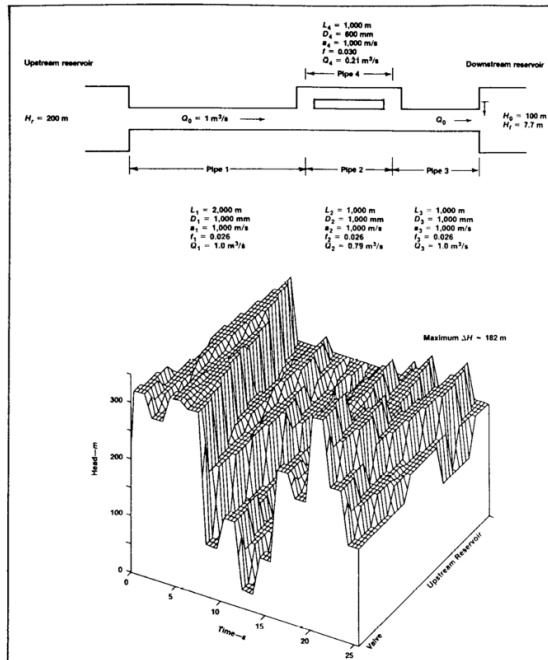 L₄ = 1,000 m
D₄ = 600 mm
a₄ = 1,000 m/s
f = 0.030
Q₄ = 0.21 m³/s
Upstream reservoir
Pipe 4
Downstream reservoir
Hᵣ = 200 m
Q₀ = 1 m³/s
Q₀
H₀ = 100 m
Hf = 7.7 m
Pipe 1
Pipe 2
Pipe 3
L₁ = 2,000 m
D₁ = 1,000 mm
a₁ = 1,000 m/s
f₁ = 0.026
Q₁ = 1.0 m³/s
L₂ = 1,000 m
D₂ = 1,000 mm
a₂ = 1,000 m/s
f₂ = 0.026
Q₂ = 0.79 m³/s
L₃ = 1,000 m
D₃ = 1,000 mm
a₃ = 1,000 m/s
f₃ = 0.026
Q₃ = 1.0 m³/s
Maximum ΔH ~ 182 m
300
200
100
0
Head—m
0
5
10
15
20
25
Time—s
Valve
Upstream Reservoir